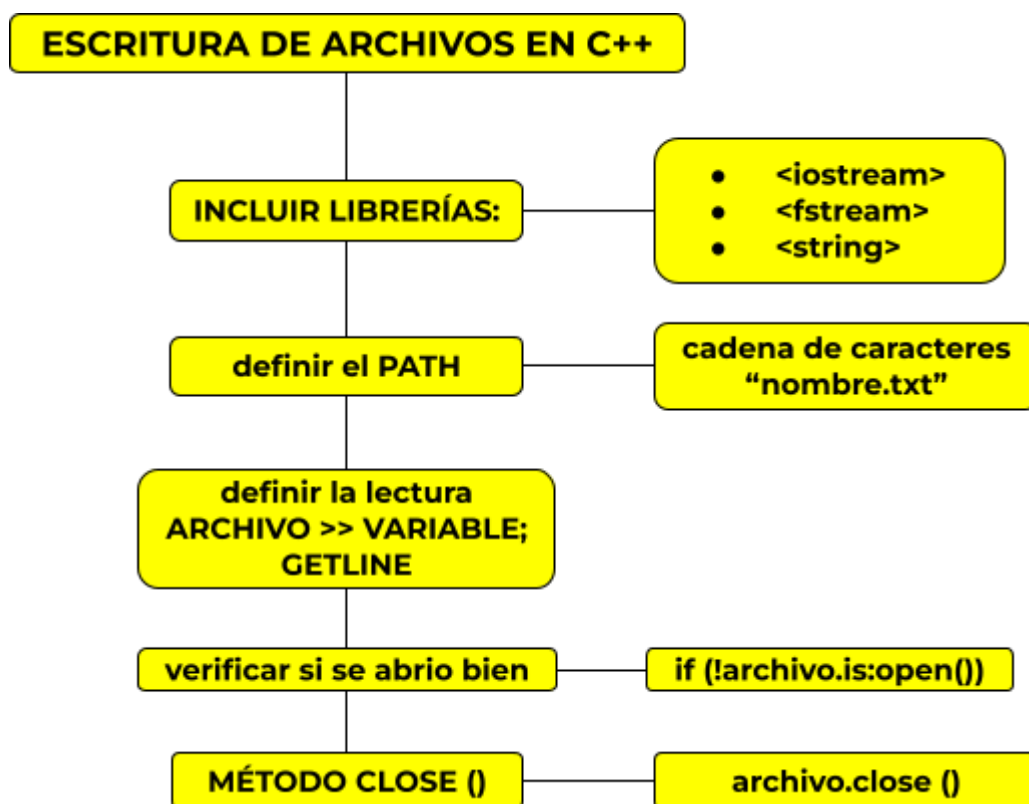 ESCRITURA DE ARCHIVOS EN C++
INCLUIR LIBRERÍAS:
● <iostream>
● <fstream>
● <string>
definir el PATH
cadena de caracteres
“nombre.txt”
definir la lectura
ARCHIVO >> VARIABLE;
GETLINE
verificar si se abrio bien
if (!archivo.is:open())
MÉTODO CLOSE ()
archivo.close ()